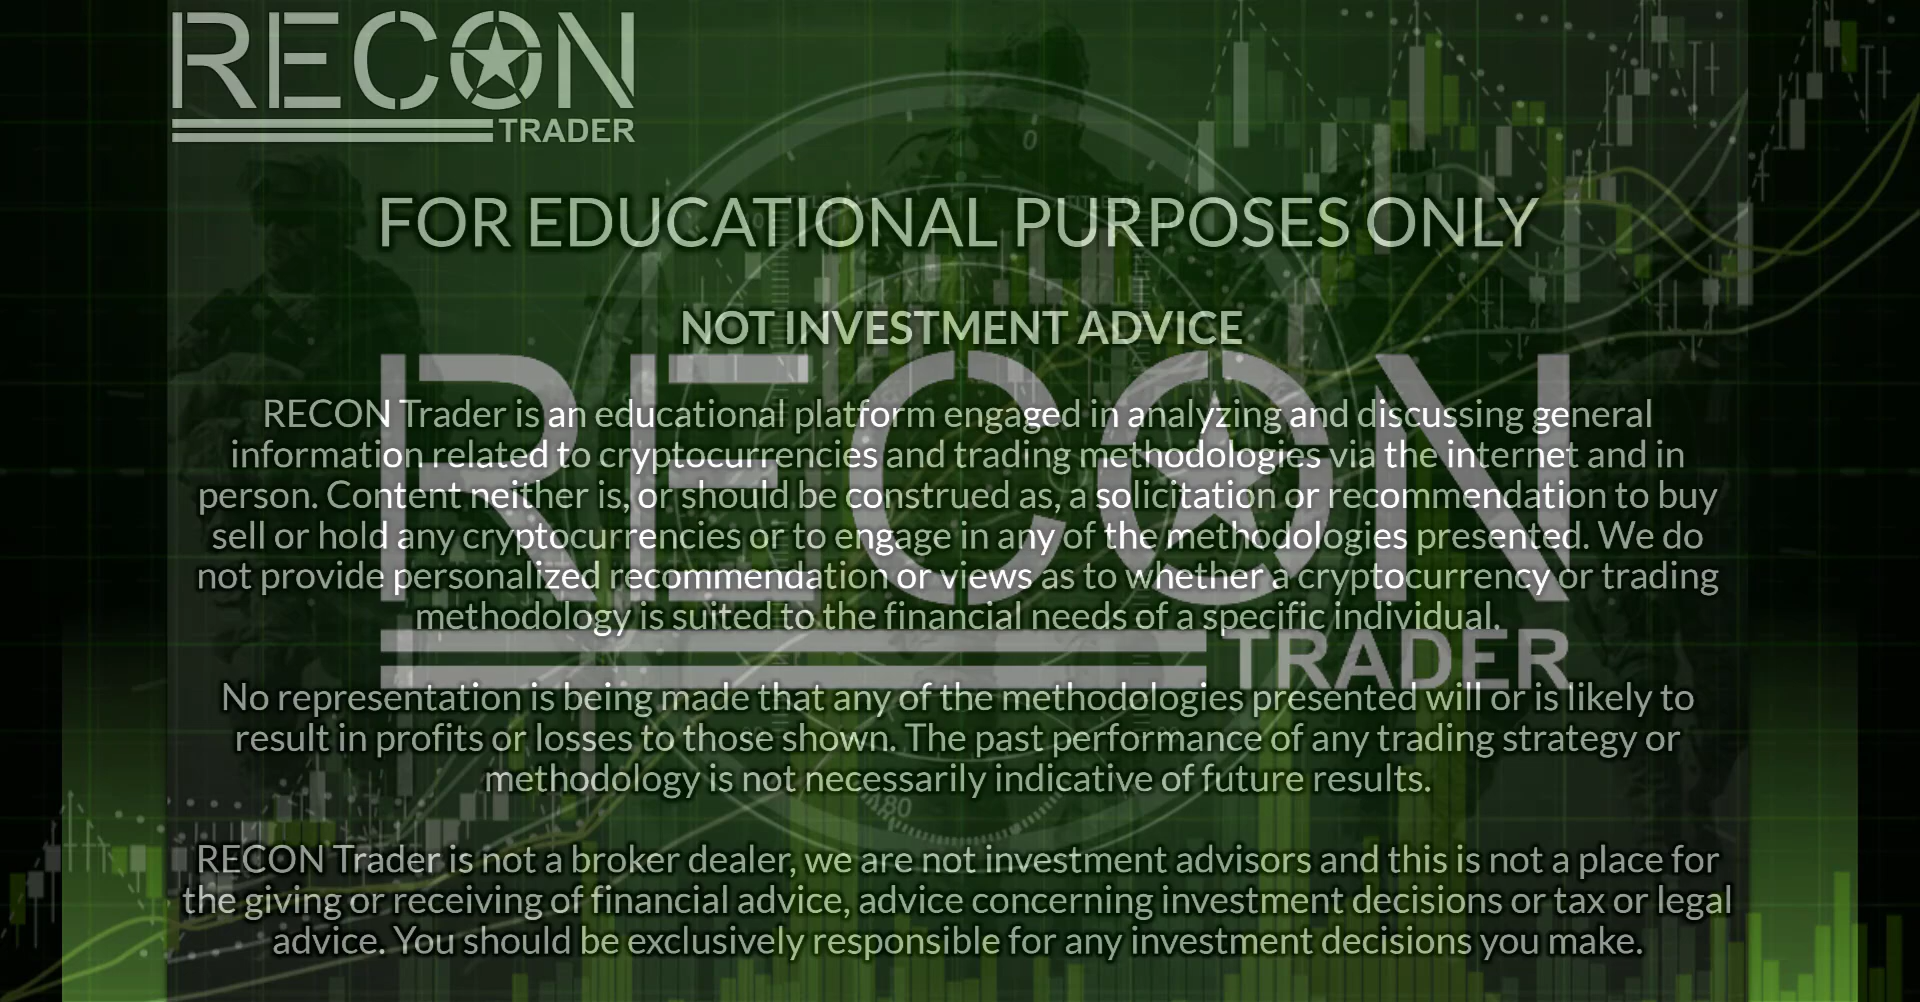 RECON
TRADER
0
FOR EDUCATIONAL PURPOSES ONLY
NOT INVESTMENT ADVICE
RECON
RECON Trader is an educational platform engaged in analyzing and discussing general
information related to cryptocurrencies and trading methodologies via the internet and in
person. Content neither is, or should be construed as, a solicitation or recommendation to buy
sell or hold any cryptocurrencies or to engage in any of the methodologies presented. We do
not provide personalized recommendation or views as to whether a cryptocurrency or trading
methodology is suited to the financial needs of a specific individual.
TRADER
No representation is being made that any of the methodologies presented will or is likely to
result in profits or losses to those shown. The past performance of any trading strategy or
methodology is not necessarily indicative of future results.
180
RECON Trader is not a broker dealer, we are not investment advisors and this is not a place for
the giving or receiving of financial advice, advice concerning investment decisions or tax or legal
advice. You should be exclusively responsible for any investment decisions you make.